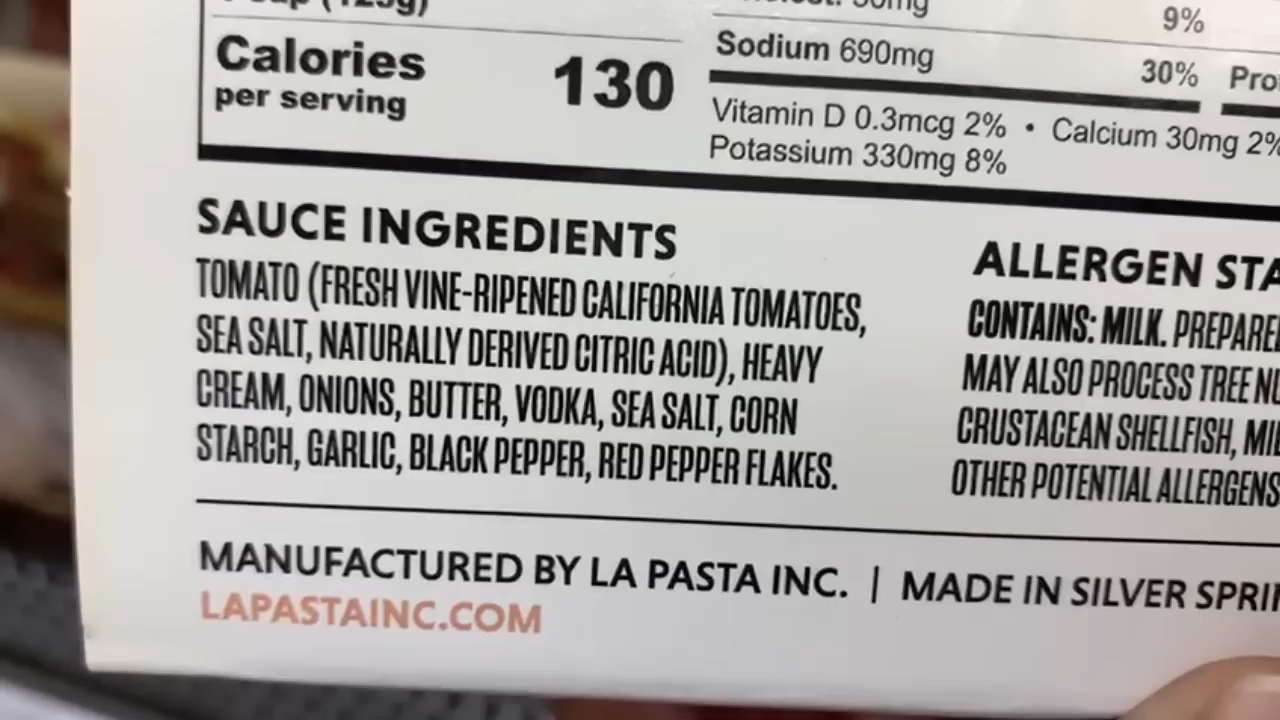 (125g)
Calories 130
per serving
30mg 9%
Sodium 690mg 30%
Vitamin D 0.3mcg 2% • Calcium 30mg 2%
Potassium 330mg 8%
SAUCE INGREDIENTS
TOMATO (FRESH VINE-RIPENED CALIFORNIA TOMATOES,
SEA SALT, NATURALLY DERIVED CITRIC ACID), HEAVY
CREAM, ONIONS, BUTTER, VODKA, SEA SALT, CORN
STARCH, GARLIC, BLACK PEPPER, RED PEPPER FLAKES.
ALLERGEN STA
CONTAINS: MILK. PREPARE
MAY ALSO PROCESS TREE NU
CRUSTACEAN SHELLFISH, MI
OTHER POTENTIAL ALLERGENS
MANUFACTURED BY LA PASTA INC. | MADE IN SILVER SPRI
LAPASTAINC.COM